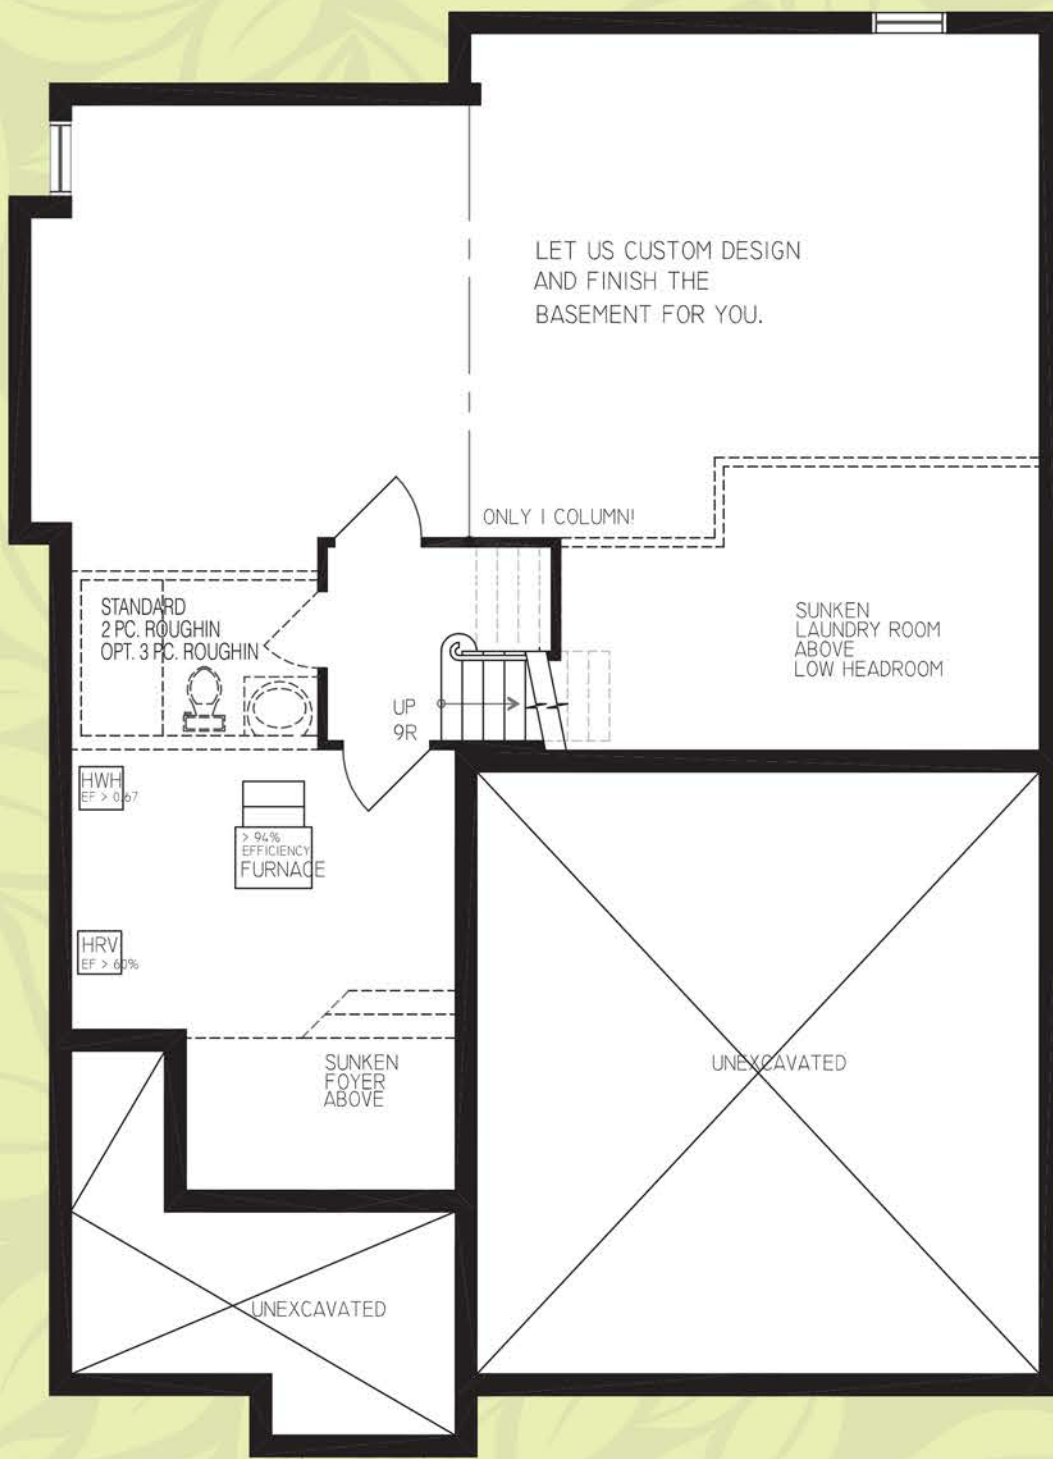 LET US CUSTOM DESIGN
AND FINISH THE
BASEMENT FOR YOU.
ONLY 1 COLUMN!
STANDARD
2 PC. ROUGHIN
OPT. 3 PC. ROUGHIN
SUNKEN
LAUNDRY ROOM
ABOVE
LOW HEADROOM
UP
9R
HWH
EF > 0.67
> 94%
EFFICIENCY
FURNACE
HRV
EF > 60%
SUNKEN
FOYER
ABOVE
UNEXCAVATED
UNEXCAVATED